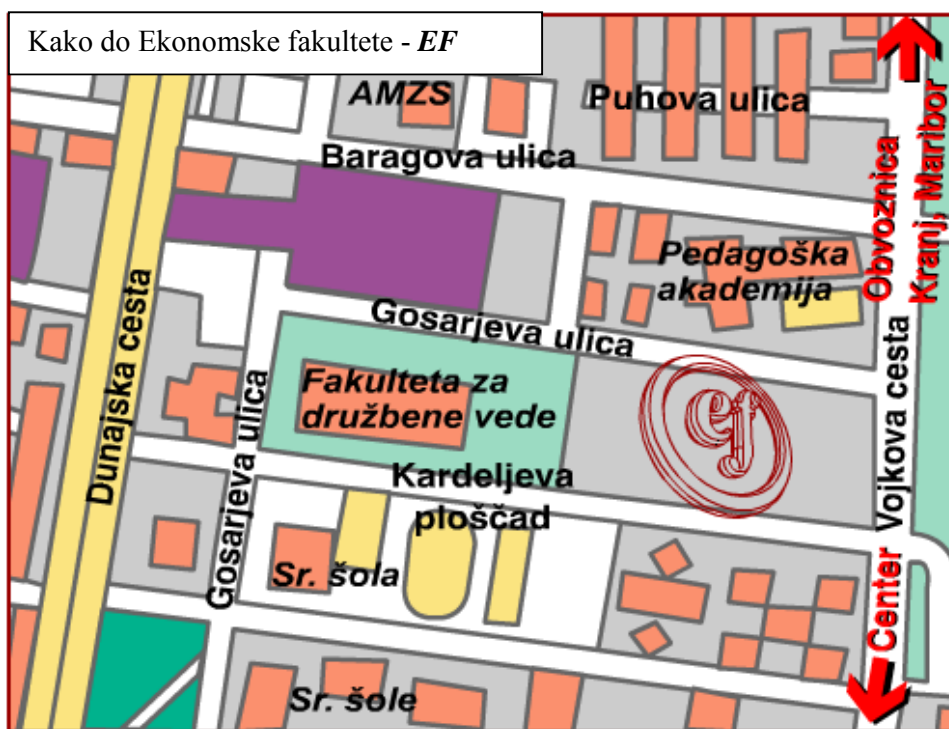 Kako do Ekonomske fakultete - EF
AMZS
Puhova ulica
Baragova ulica
Obvoznica
Kranj, Maribor
Pedagoška
akademija
Gosarjeva ulica
Dunajska cesta
Fakulteta za
družbene vede
ef
Vojkova cesta
Gosarjeva ulica
Kardeljeva
ploščad
Sr. šola
Center
Sr. šole